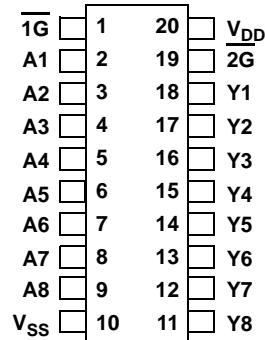 1G 1 20 VDD
A1 2 19 2G
A2 3 18 Y1
A3 4 17 Y2
A4 5 16 Y3
A5 6 15 Y4
A6 7 14 Y5
A7 8 13 Y6
A8 9 12 Y7
VSS 10 11 Y8